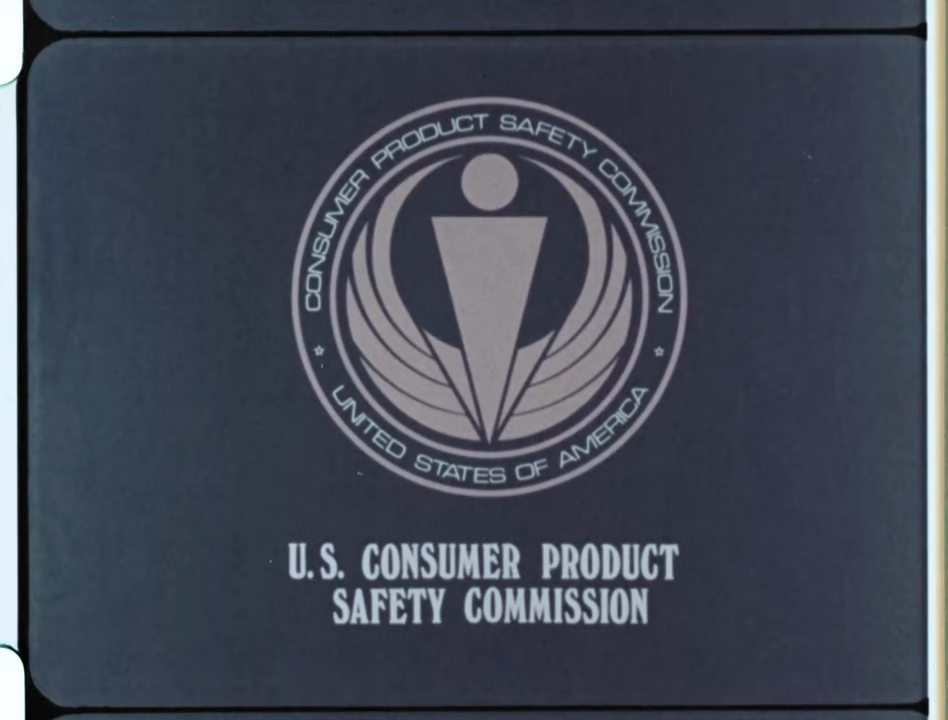 CONSUMER PRODUCT SAFETY COMMISSION
UNITED STATES OF AMERICA
U.S. CONSUMER PRODUCT
SAFETY COMMISSION